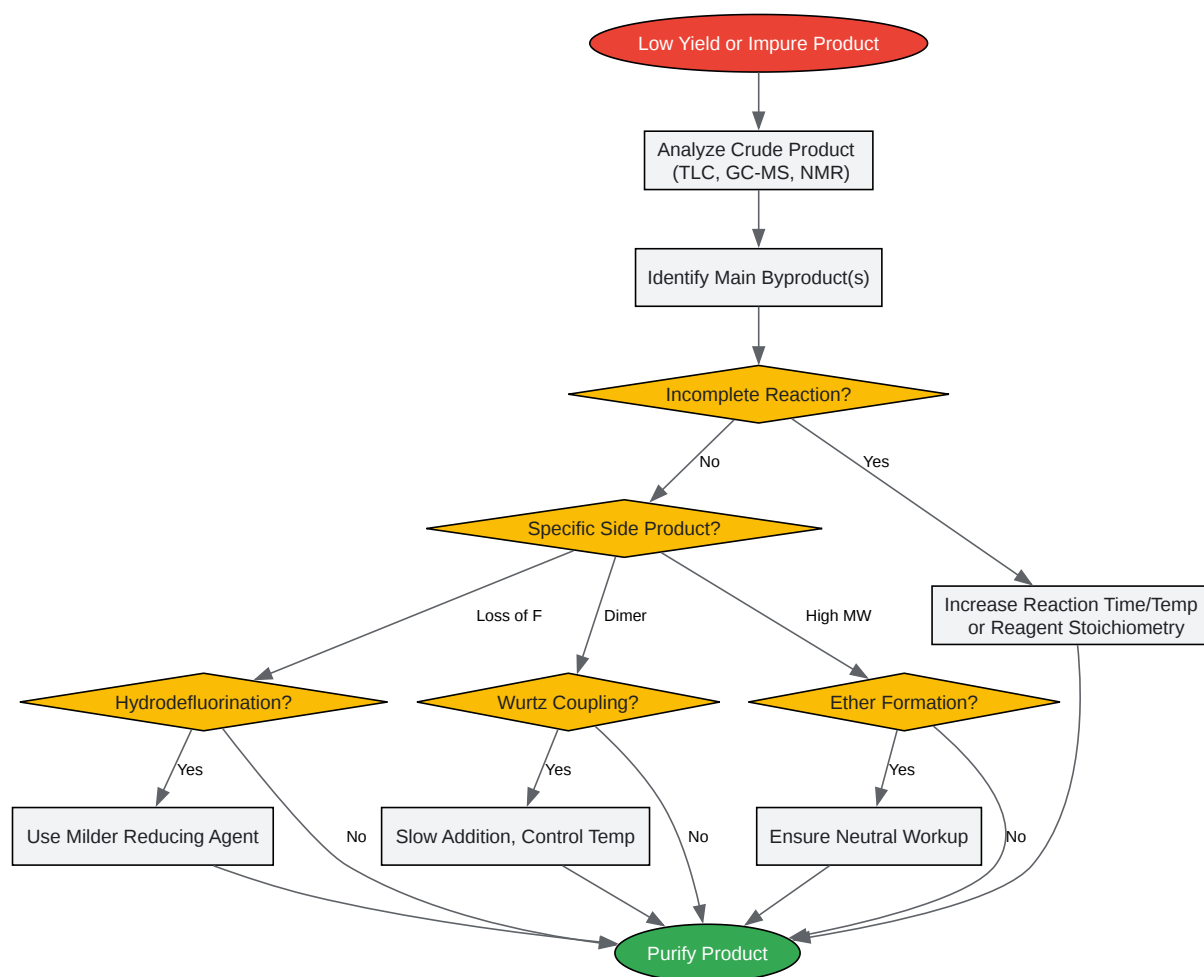 Low Yield or Impure Product
Analyze Crude Product
(TLC, GC-MS, NMR)
Identify Main Byproduct(s)
Incomplete Reaction?
No
Yes
Specific Side Product?
Loss of F
Dimer
High MW
Increase Reaction Time/Temp
or Reagent Stoichiometry
Hydrodefluorination?
Wurtz Coupling?
Ether Formation?
Yes
Yes
Yes
Use Milder Reducing Agent
No
Slow Addition, Control Temp
No
Ensure Neutral Workup
No
Purify Product